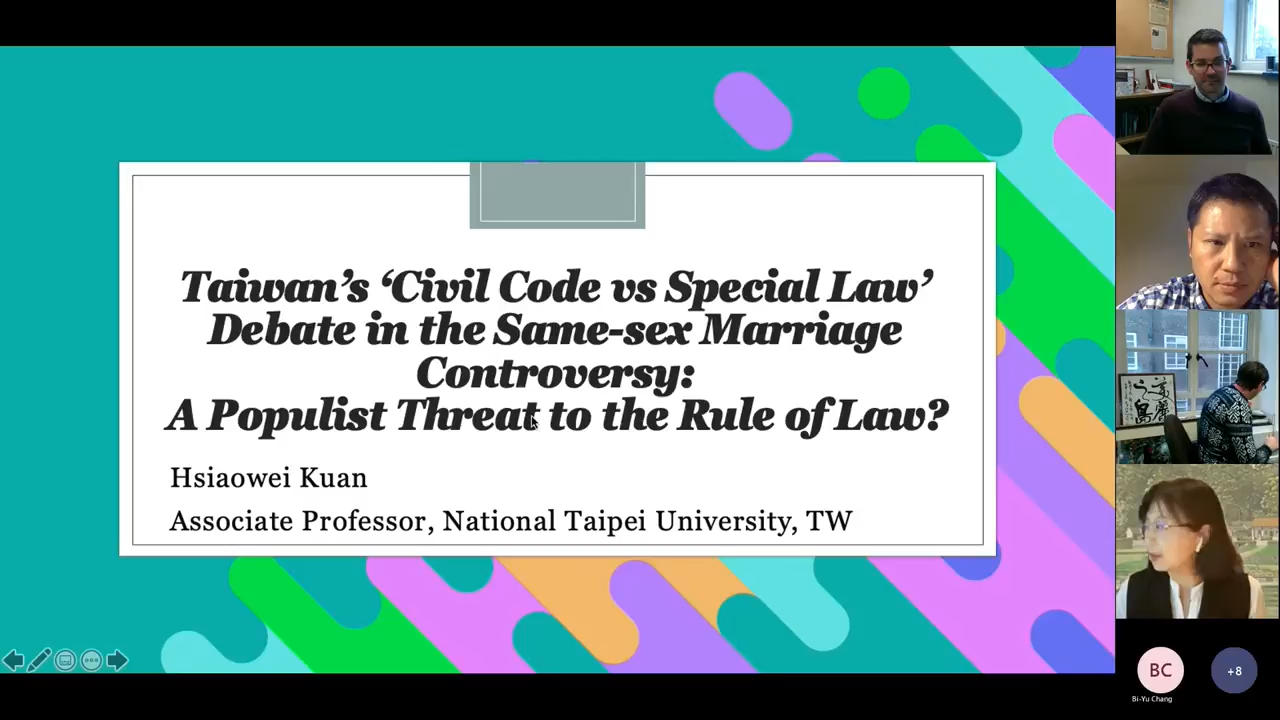 Taiwan's 'Civil Code vs Special Law'
Debate in the Same-sex Marriage
Controversy:
A Populist Threat to the Rule of Law?
Hsiaowei Kuan
Associate Professor, National Taipei University, TW
BC
+8
Bi-Yu Chang